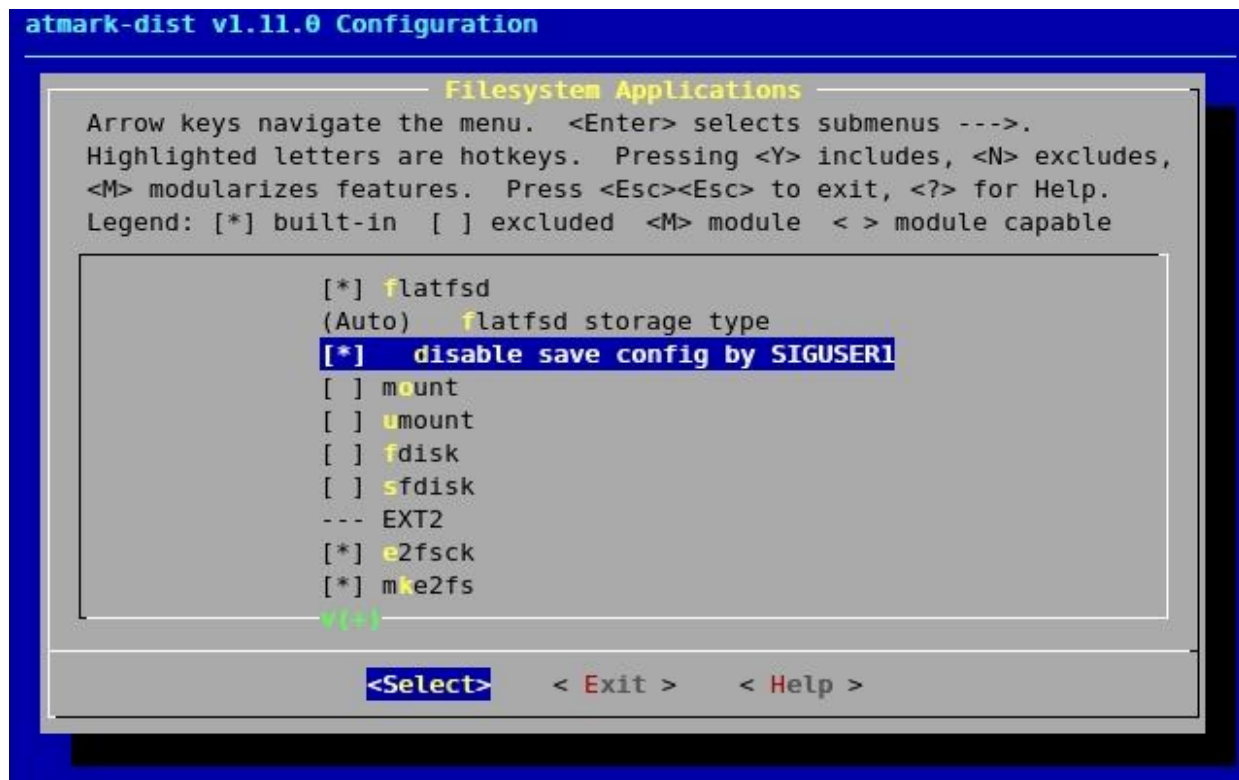 atmark-dist v1.11.0 Configuration
Filesystem Applications
Arrow keys navigate the menu.  <Enter> selects submenus --->.
Highlighted letters are hotkeys.  Pressing <Y> includes, <N> excludes,
<M> modularizes features.  Press <Esc><Esc> to exit, <?> for Help.
Legend: [*] built-in  [ ] excluded  <M> module  < > module capable
[*] flatfsd
(Auto)   flatfsd storage type
[*]   disable save config by SIGUSER1
[ ] mount
[ ] umount
[ ] fdisk
[ ] sfdisk
--- EXT2
[*] e2fsck
[*] mke2fs
v(+)
<Select>    < Exit >    < Help >